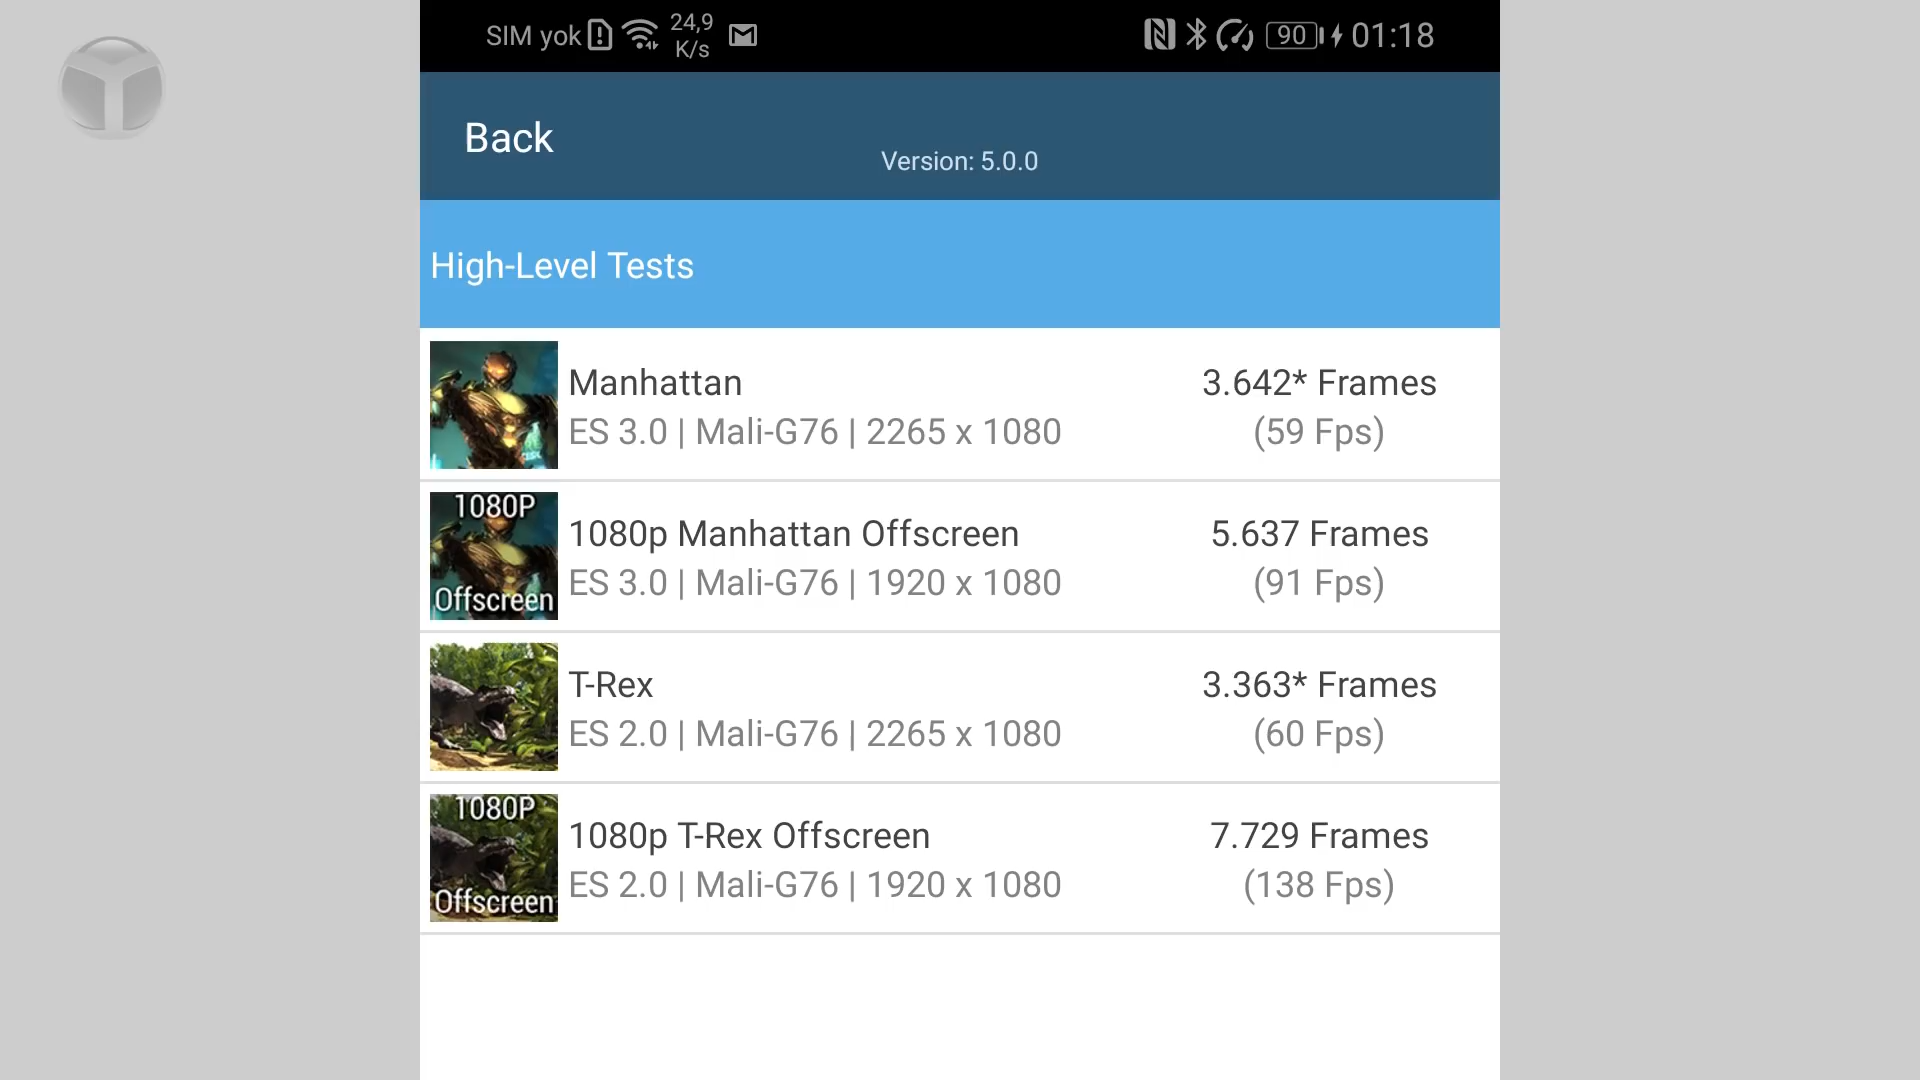 SIM yok 24,9 K/s 90 01:18
Back
Version: 5.0.0
High-Level Tests
Manhattan 3.642* Frames
ES 3.0 | Mali-G76 | 2265 x 1080 (59 Fps)
1080P
Offscreen
1080p Manhattan Offscreen 5.637 Frames
ES 3.0 | Mali-G76 | 1920 x 1080 (91 Fps)
T-Rex 3.363* Frames
ES 2.0 | Mali-G76 | 2265 x 1080 (60 Fps)
1080P
Offscreen
1080p T-Rex Offscreen 7.729 Frames
ES 2.0 | Mali-G76 | 1920 x 1080 (138 Fps)